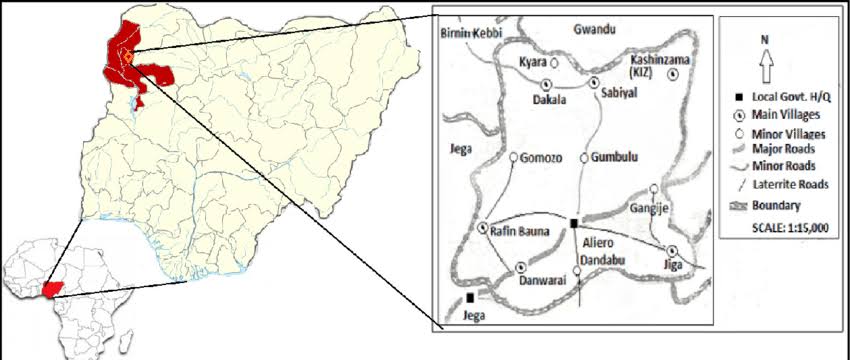 Birnin Kebbi
Gwandu
Kyara
Kashinzama
(KIZ)
Dakala
Sabiyal
Jega
Gomozo
Gumbulu
Gangije
Rafin Bauna
Aliero
Dandabu
Jiga
Danwarai
Jega
N
Local Govt. H/Q
Main Villages
Minor Villages
Major Roads
Minor Roads
Laterrite Roads
Boundary
SCALE: 1:15,000